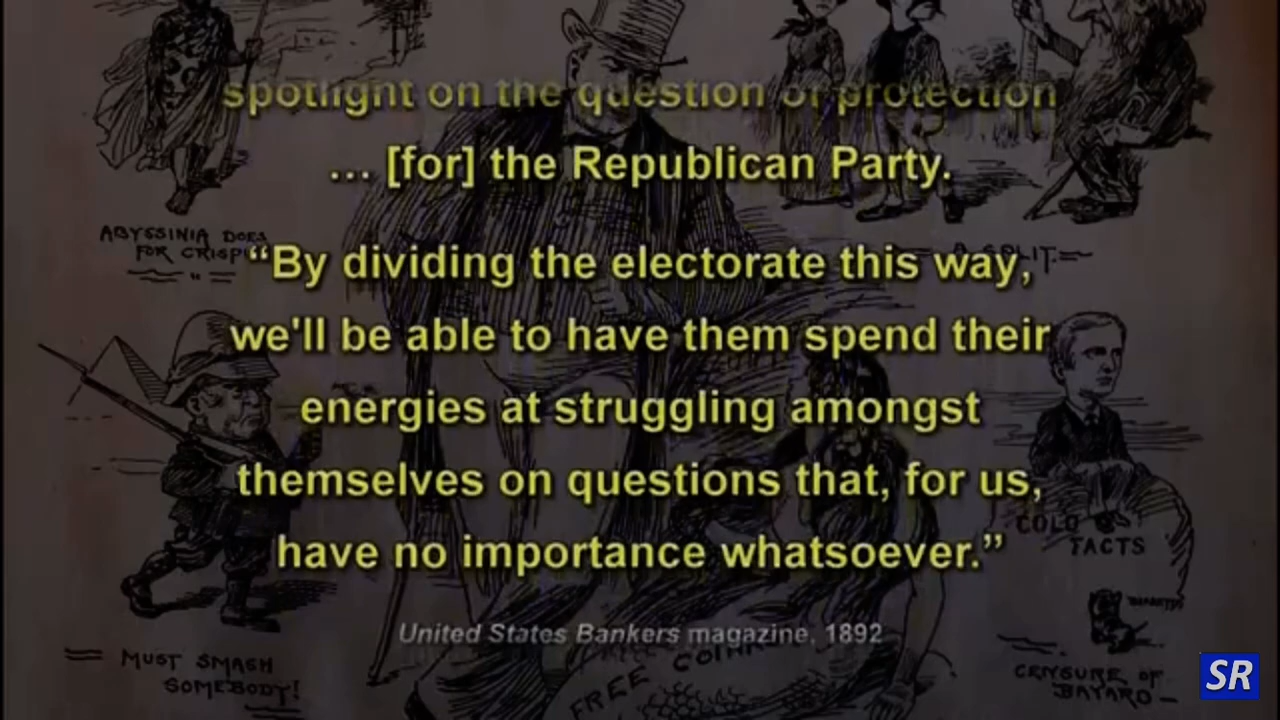 spotlight on the question of protection
… [for] the Republican Party.
“By dividing the electorate this way,
we'll be able to have them spend their
energies at struggling amongst
themselves on questions that, for us,
have no importance whatsoever.”
United States Bankers magazine, 1892
ABYSSINIA DOES
FOR CRISPI
A SPLIT
COLD
FACTS
MUST SMASH
SOMEBODY!
FREE COINAGE
CENSURE OF
BAYARD
SR